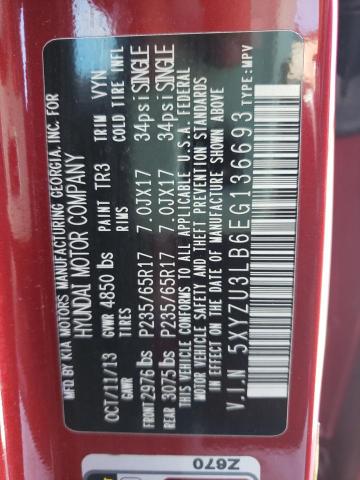 MFD. BY KIA MOTORS MANUFACTURING GEORGIA, INC. FOR
HYUNDAI MOTOR COMPANY
OCT/11/13 GVWR 4850 lbs PAINT TR3 TRIM VYN
GWR TIRES RIMS COLD TIRE INFL
FRONT 2976 lbs P235/65R17 7.0JX17 34psi SINGLE
REAR 3075 lbs P235/65R17 7.0JX17 34psi SINGLE
THIS VEHICLE CONFORMS TO ALL APPLICABLE U.S.A. FEDERAL
MOTOR VEHICLE SAFETY AND THEFT PREVENTION STANDARDS
IN EFFECT ON THE DATE OF MANUFACTURE SHOWN ABOVE.
V.I.N 5XYZU3LB6EG136693 TYPE:MPV
Z670